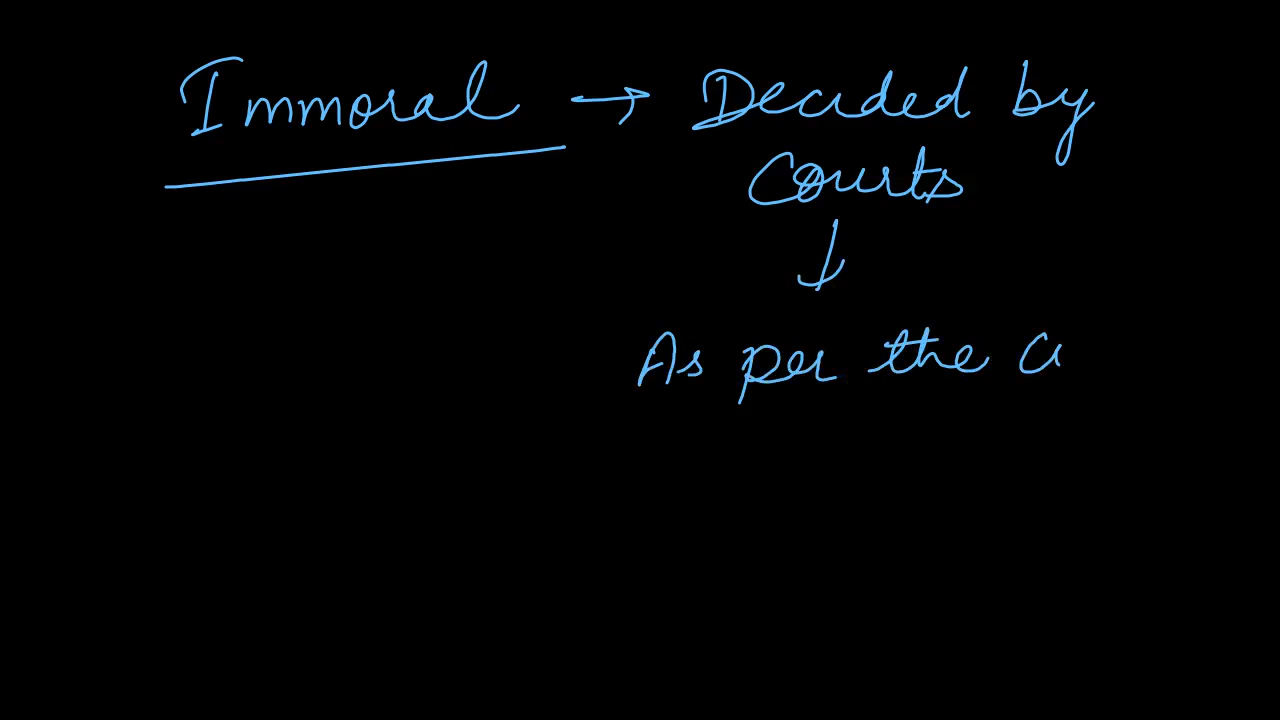 Immoral → Decided by
Courts
↓
As per the